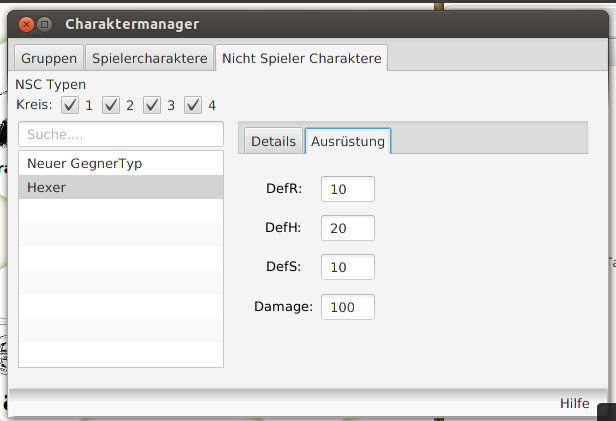 Charaktermanager
Gruppen Spielercharaktere Nicht Spieler Charaktere
NSC Typen
Kreis: 1 2 3 4
Suche....
Neuer GegnerTyp
Hexer
Details Ausrüstung
DefR: 10
DefH: 20
DefS: 10
Damage: 100
Hilfe